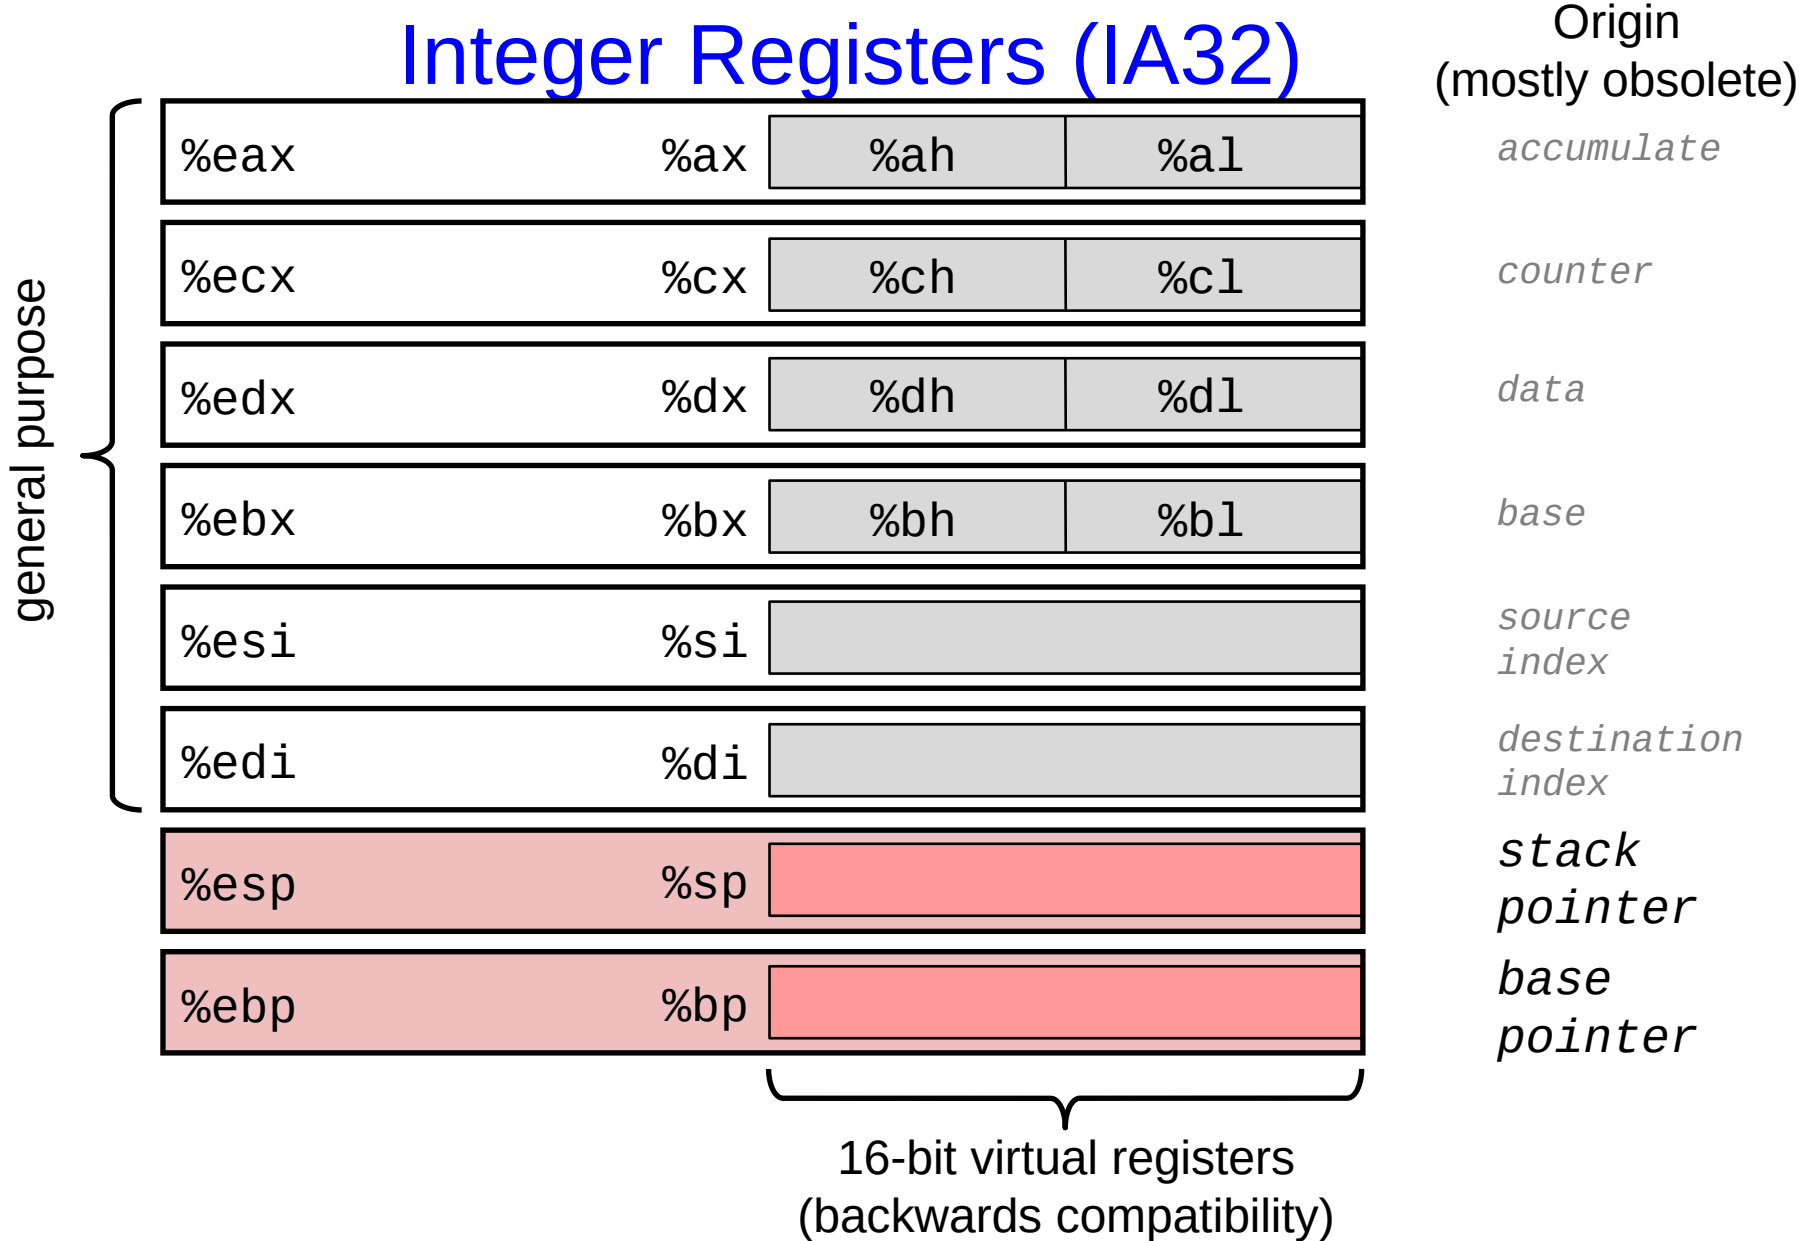 Integer Registers (IA32)
Origin
(mostly obsolete)
general purpose
%eax %ax %ah %al accumulate
%ecx %cx %ch %cl counter
%edx %dx %dh %dl data
%ebx %bx %bh %bl base
%esi %si source
index
%edi %di destination
index
%esp %sp stack
pointer
%ebp %bp base
pointer
16-bit virtual registers
(backwards compatibility)